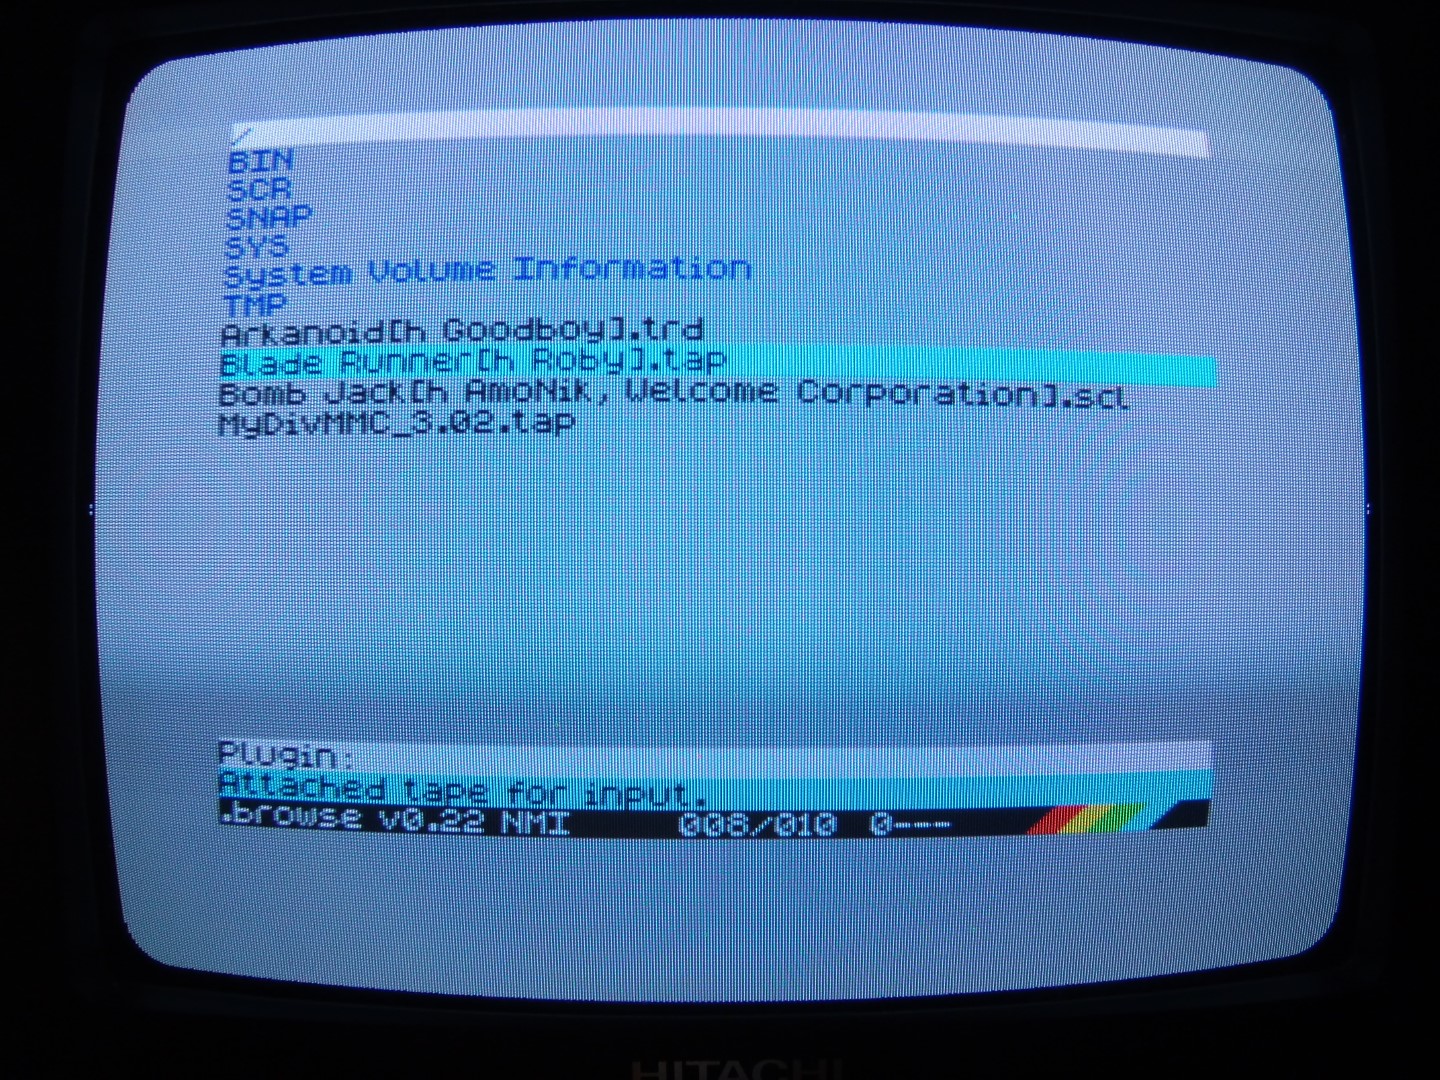 /
BIN
SCR
SNAP
SYS
System Volume Information
TMP
Arkanoid[h Goodboy].trd
Blade Runner[h Roby].tap
Bomb Jack[h AmoNik, Welcome Corporation].scl
MyDivMMC_3.02.tap
Plugin:
Attached tape for input.
.browse v0.22 NMI 008/010 0---
HITACHI